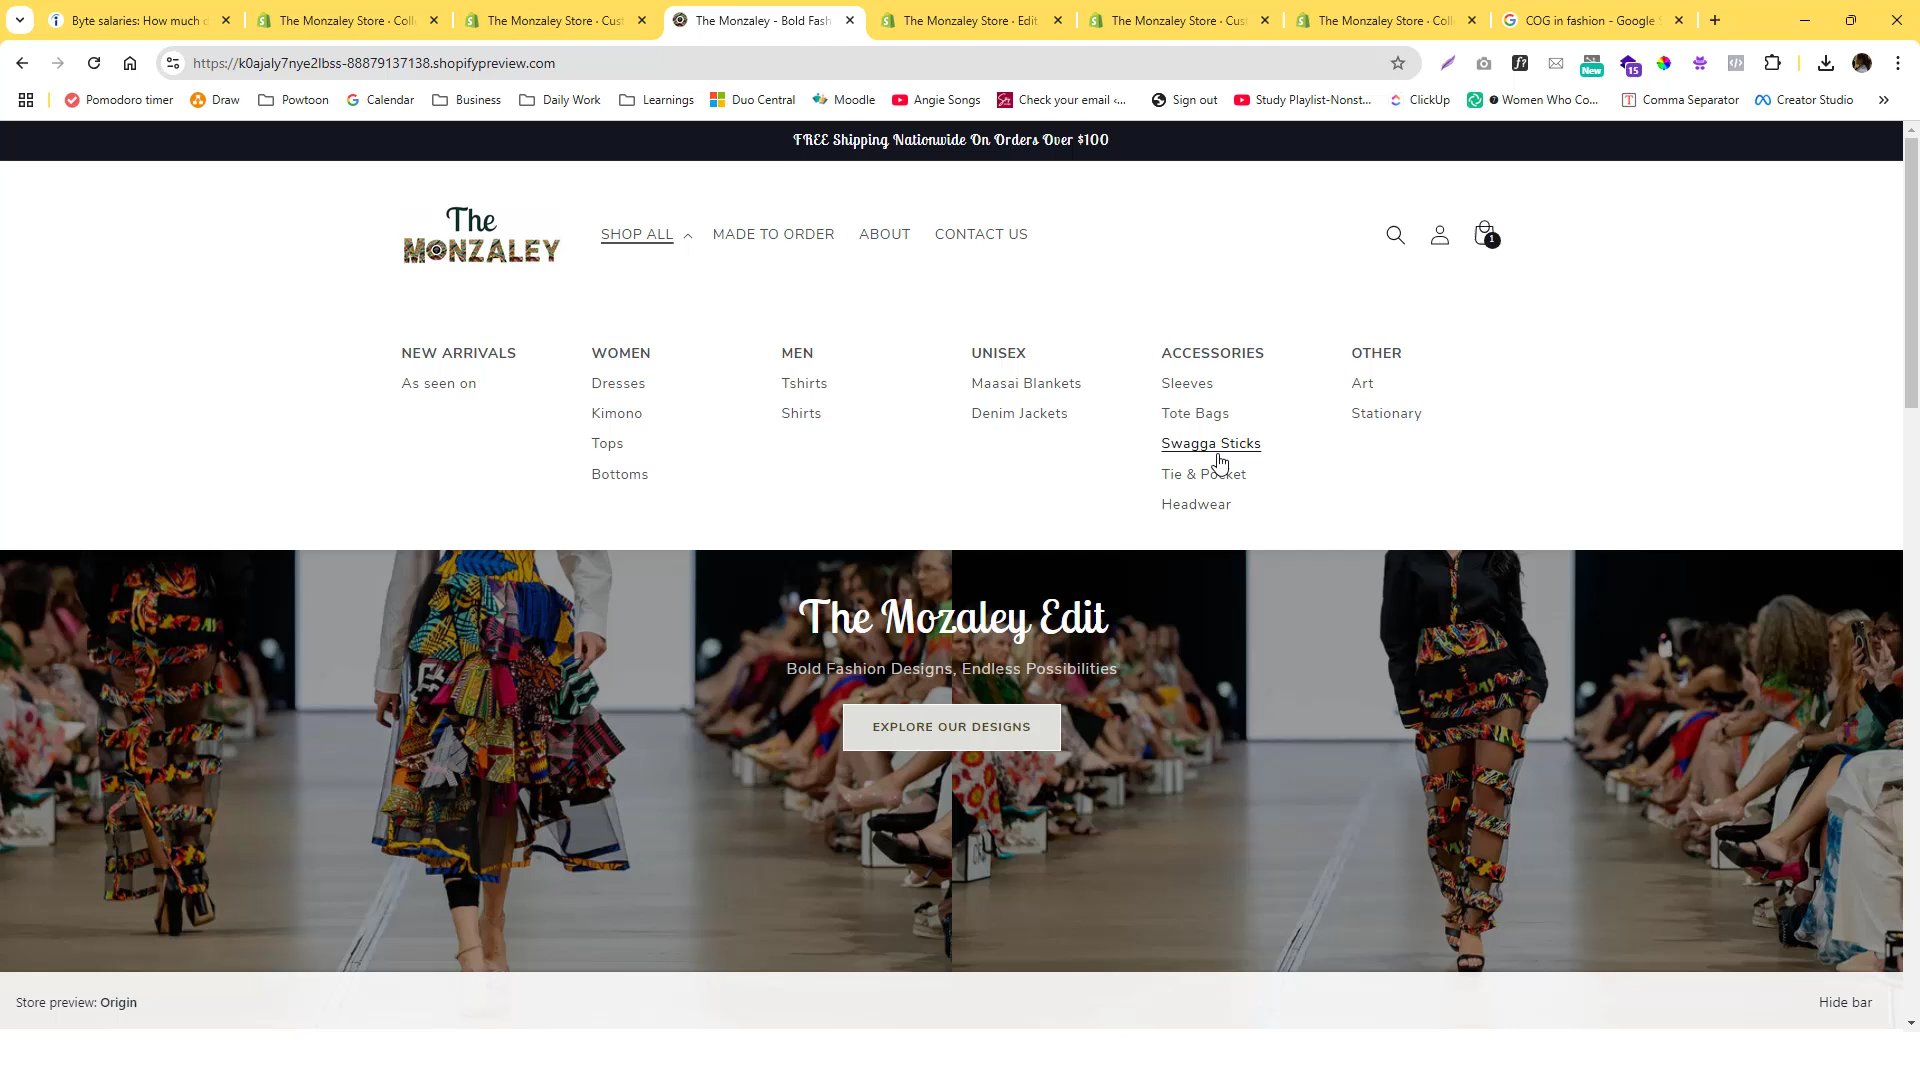 Byte salaries: How much
The Monzaley Store · Coll
The Monzaley Store · Cust
The Monzaley - Bold Fash
The Monzaley Store · Edit
The Monzaley Store · Cus
The Monzaley Store · Coll
COG in fashion - Google
https://k0ajaly7nye2lbss-88879137138.shopifypreview.com
New
15
Pomodoro timer
Draw
Powtoon
Calendar
Business
Daily Work
Learnings
Duo Central
Moodle
Angie Songs
Check your email ‹...
Sign out
Study Playlist-Nonst...
ClickUp
Women Who Co...
Comma Separator
Creator Studio
FREE Shipping Nationwide On Orders Over $100
The
MONZALEY
SHOP ALL
MADE TO ORDER
ABOUT
CONTACT US
1
NEW ARRIVALS
As seen on
WOMEN
Dresses
Kimono
Tops
Bottoms
MEN
Tshirts
Shirts
UNISEX
Maasai Blankets
Denim Jackets
ACCESSORIES
Sleeves
Tote Bags
Swagga Sticks
Tie & Pocket
Headwear
OTHER
Art
Stationary
The Mozaley Edit
Bold Fashion Designs, Endless Possibilities
EXPLORE OUR DESIGNS
Store preview: Origin
Hide bar